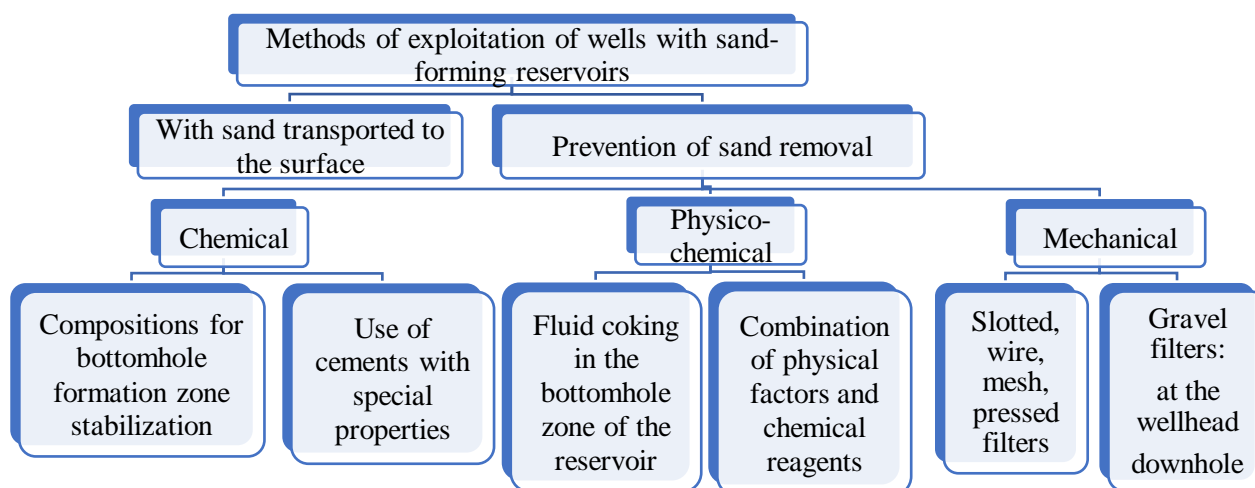 Methods of exploitation of wells with sand-
forming reservoirs
With sand transported to
the surface
Prevention of sand removal
Chemical
Physico-
chemical
Mechanical
Compositions for
bottomhole
formation zone
stabilization
Use of
cements with
special
properties
Fluid coking
in the
bottomhole
zone of the
reservoir
Combination
of physical
factors and
chemical
reagents
Slotted,
wire,
mesh,
pressed
filters
Gravel
filters:
at the
wellhead
downhole